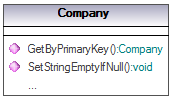 Company
GetByPrimaryKey():Company
SetStringEmptyIfNull():void
...